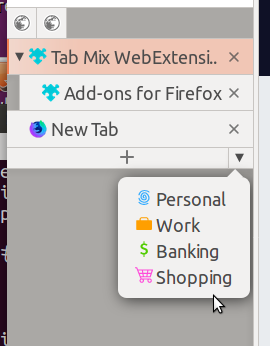 Tab Mix WebExtensi..
Add-ons for Firefox
New Tab
Personal
Work
Banking
Shopping